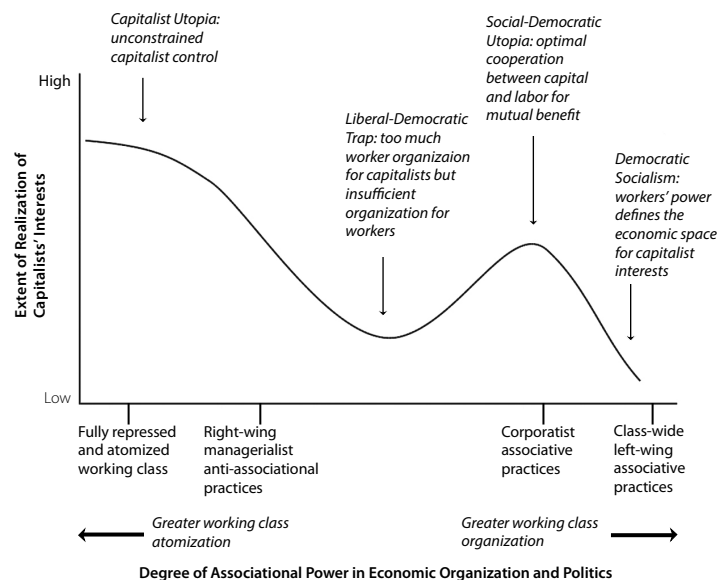 Capitalist Utopia:
unconstrained
capitalist control
Social-Democratic
Utopia: optimal
cooperation
between capital
and labor for
mutual benefit
High
Liberal-Democratic
Trap: too much
worker organizaion
for capitalists but
insufficient
organization for
workers
Democratic
Socialism:
workers' power
defines the
economic space
for capitalist
interests
Extent of Realization of
Capitalists' Interests
Low
Fully repressed
and atomized
working class
Right-wing
managerialist
anti-associational
practices
Corporatist
associative
practices
Class-wide
left-wing
associative
practices
Greater working class
atomization
Greater working class
organization
Degree of Associational Power in Economic Organization and Politics